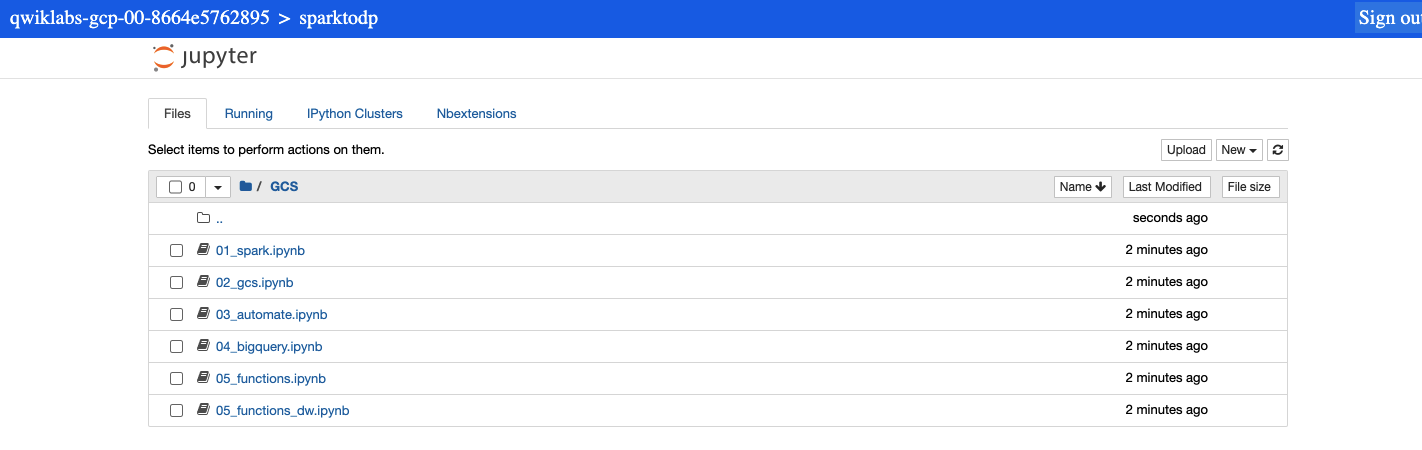 qwiklabs-gcp-00-8664e5762895 > sparktodp Sign out
jupyter
Files Running IPython Clusters Nbextensions
Select items to perform actions on them. Upload New
0 / GCS Name Last Modified File size
.. seconds ago
01_spark.ipynb 2 minutes ago
02_gcs.ipynb 2 minutes ago
03_automate.ipynb 2 minutes ago
04_bigquery.ipynb 2 minutes ago
05_functions.ipynb 2 minutes ago
05_functions_dw.ipynb 2 minutes ago